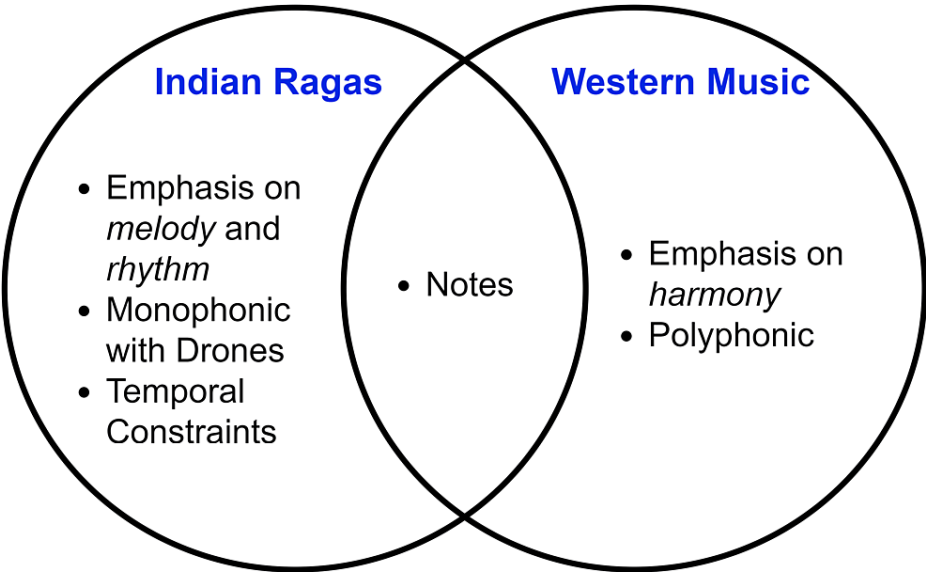 Indian Ragas
• Emphasis on
melody and
rhythm
• Monophonic
with Drones
• Temporal
Constraints
• Notes
Western Music
• Emphasis on
harmony
• Polyphonic